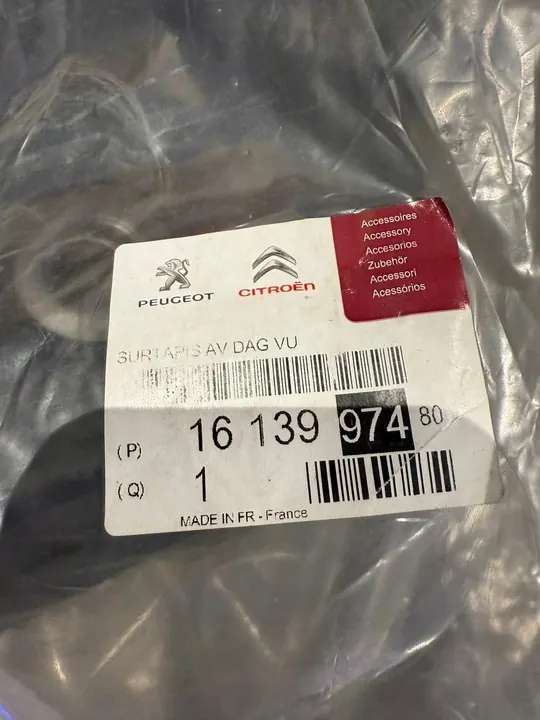 Accessoires
Accessory
Accesorios
Zubehör
Accessori
Acessórios
PEUGEOT
CITROËN
SURTAPIS AV DAG VU
(P) 16 139 974 80
(Q) 1
MADE IN FR - France